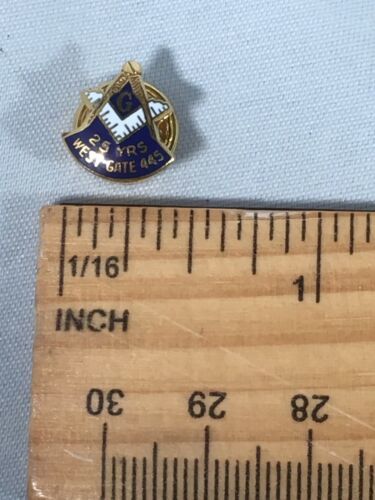 G
25 YRS
WEST GATE 445
1/16
1
INCH
30 29 28